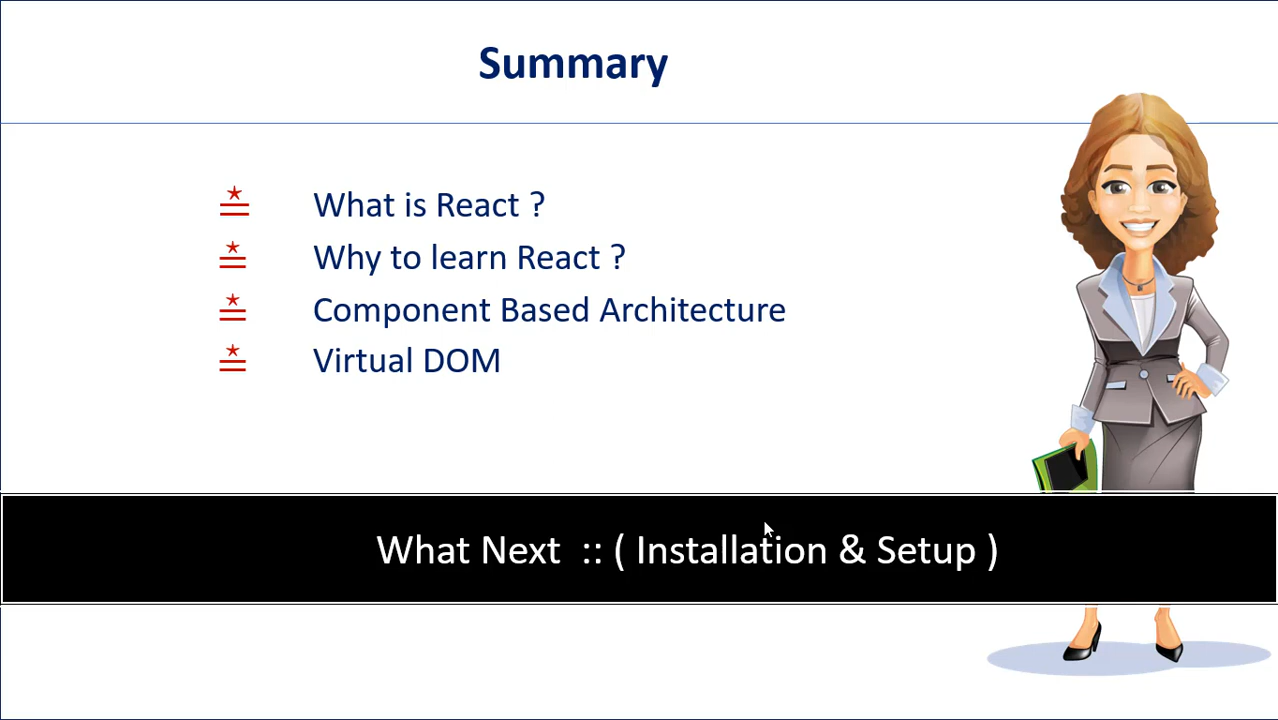 Summary
What is React ?
Why to learn React ?
Component Based Architecture
Virtual DOM
What Next :: ( Installation & Setup )